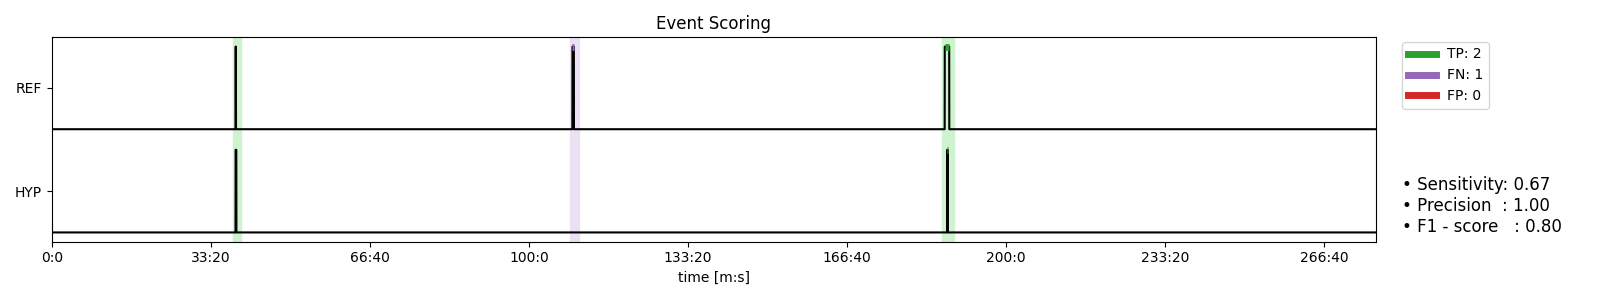 Event Scoring
REF
HYP
0:0
33:20
66:40
100:0
133:20
166:40
200:0
233:20
266:40
time [m:s]
TP: 2
FN: 1
FP: 0
• Sensitivity: 0.67
• Precision : 1.00
• F1 - score : 0.80